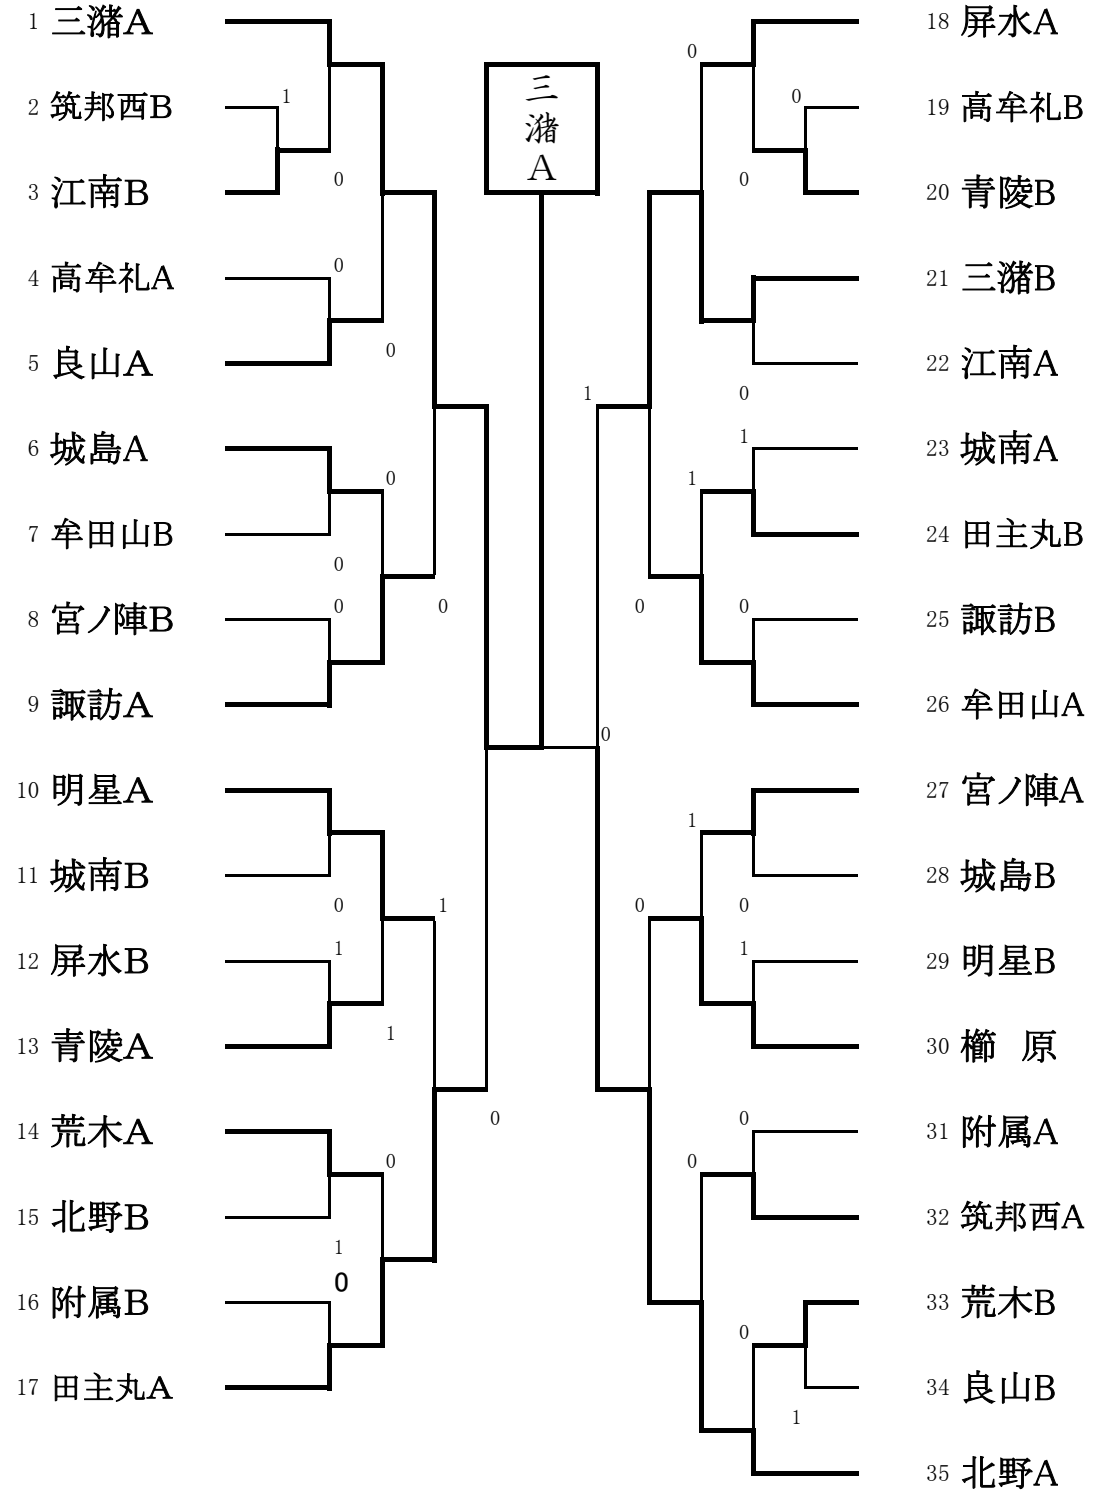 1 三潴A
2 筑邦西B
1
3 江南B
0
4 高牟礼A
0
5 良山A
0
6 城島A
0
7 牟田山B
0
8 宮ノ陣B
0
0
9 諏訪A
10 明星A
11 城南B
0
1
12 屏水B
1
13 青陵A
1
0
14 荒木A
0
15 北野B
1
0
16 附属B
17 田主丸A
三
潴
A
18 屏水A
0
19 高牟礼B
0
20 青陵B
0
21 三潴B
22 江南A
0
1
23 城南A
1
1
24 田主丸B
25 諏訪B
0
0
26 牟田山A
0
27 宮ノ陣A
1
28 城島B
0
0
29 明星B
1
30 櫛 原
31 附属A
0
0
32 筑邦西A
33 荒木B
0
34 良山B
1
35 北野A